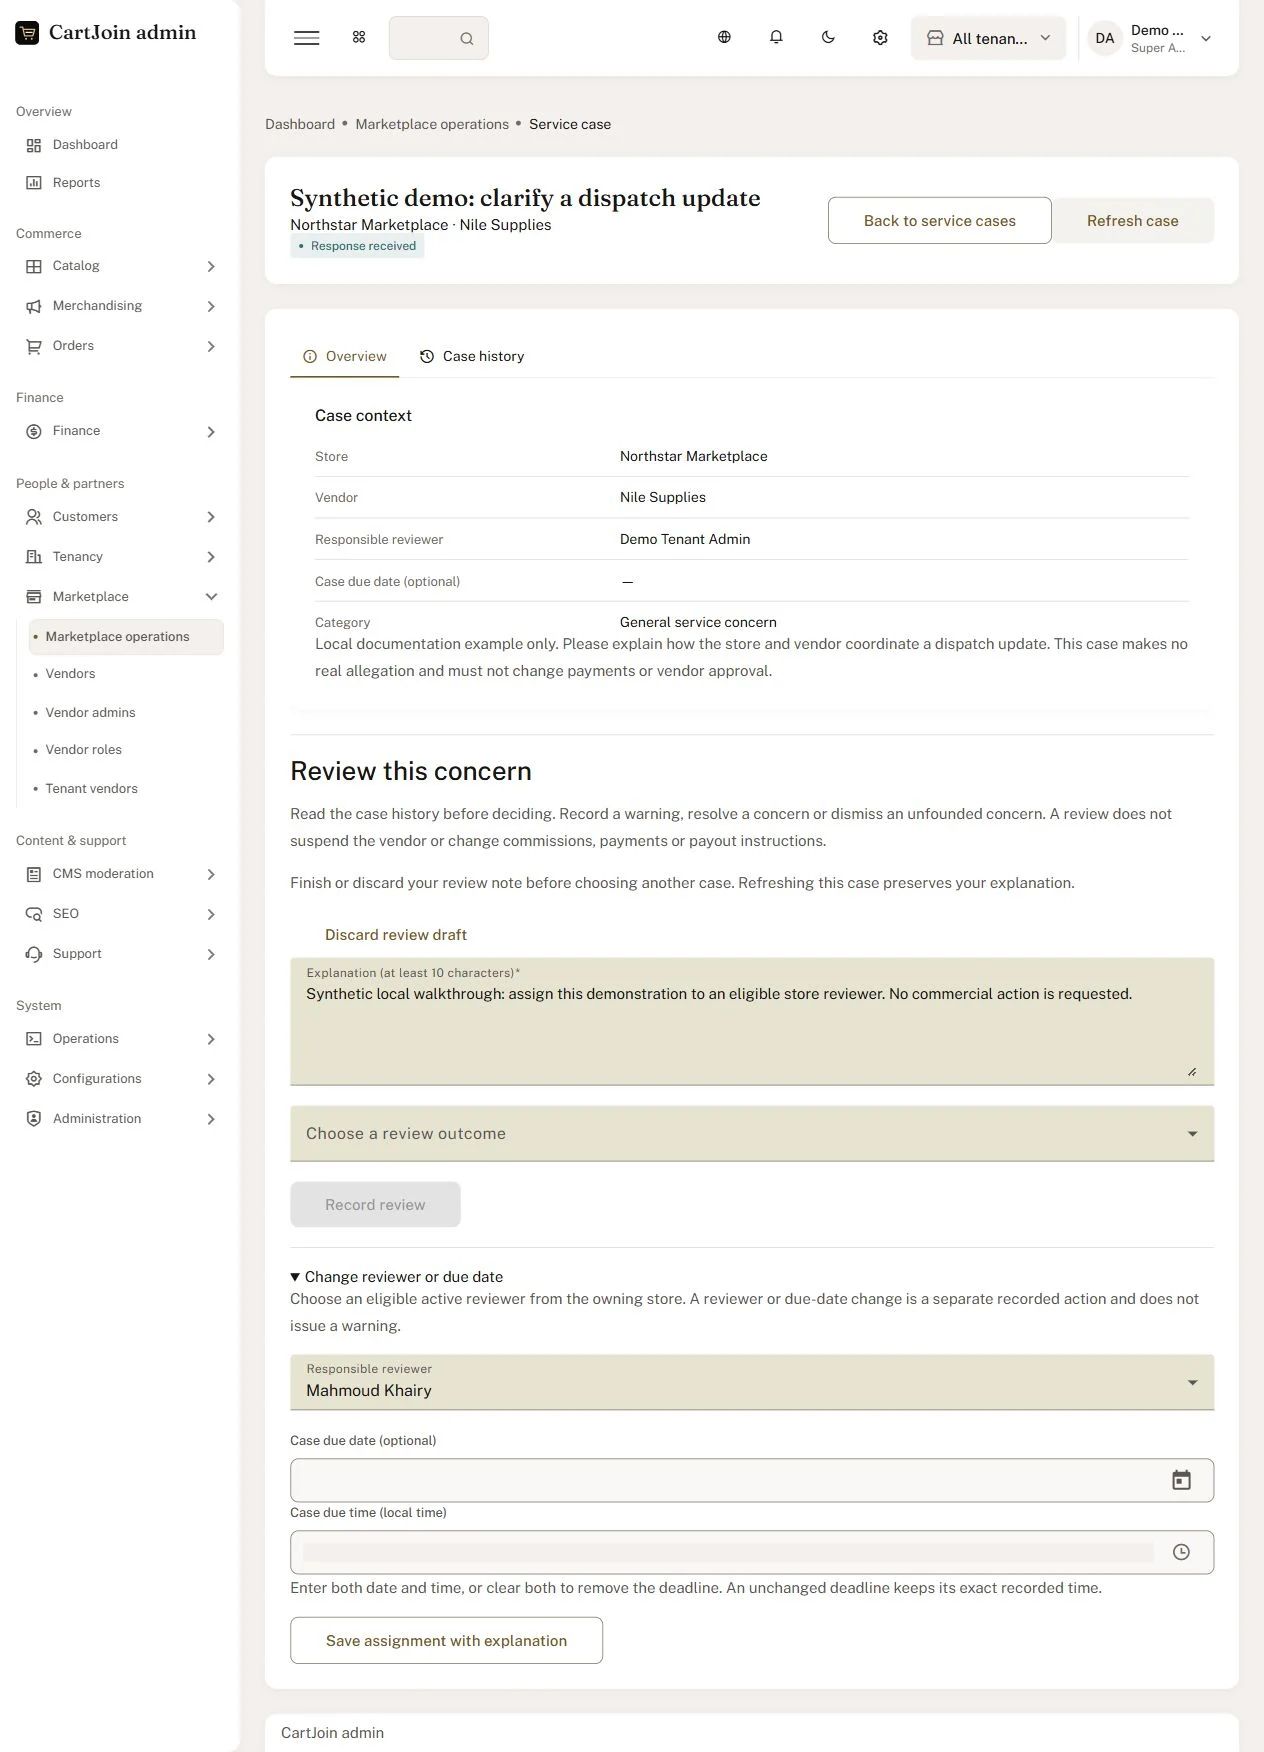 CartJoin admin
All tenan...
DA
Demo ...
Super A...
Overview
Dashboard
Reports
Commerce
Catalog
Merchandising
Orders
Finance
Finance
People & partners
Customers
Tenancy
Marketplace
Marketplace operations
Vendors
Vendor admins
Vendor roles
Tenant vendors
Content & support
CMS moderation
SEO
Support
System
Operations
Configurations
Administration
Dashboard • Marketplace operations • Service case
Synthetic demo: clarify a dispatch update
Northstar Marketplace · Nile Supplies
• Response received
Back to service cases
Refresh case
Overview
Case history
Case context
Store Northstar Marketplace
Vendor Nile Supplies
Responsible reviewer Demo Tenant Admin
Case due date (optional) —
Category General service concern
Local documentation example only. Please explain how the store and vendor coordinate a dispatch update. This case makes no
real allegation and must not change payments or vendor approval.
Review this concern
Read the case history before deciding. Record a warning, resolve a concern or dismiss an unfounded concern. A review does not
suspend the vendor or change commissions, payments or payout instructions.
Finish or discard your review note before choosing another case. Refreshing this case preserves your explanation.
Discard review draft
Explanation (at least 10 characters)*
Synthetic local walkthrough: assign this demonstration to an eligible store reviewer. No commercial action is requested.
Choose a review outcome
Record review
▼ Change reviewer or due date
Choose an eligible active reviewer from the owning store. A reviewer or due-date change is a separate recorded action and does not
issue a warning.
Responsible reviewer
Mahmoud Khairy
Case due date (optional)
Case due time (local time)
Enter both date and time, or clear both to remove the deadline. An unchanged deadline keeps its exact recorded time.
Save assignment with explanation
CartJoin admin